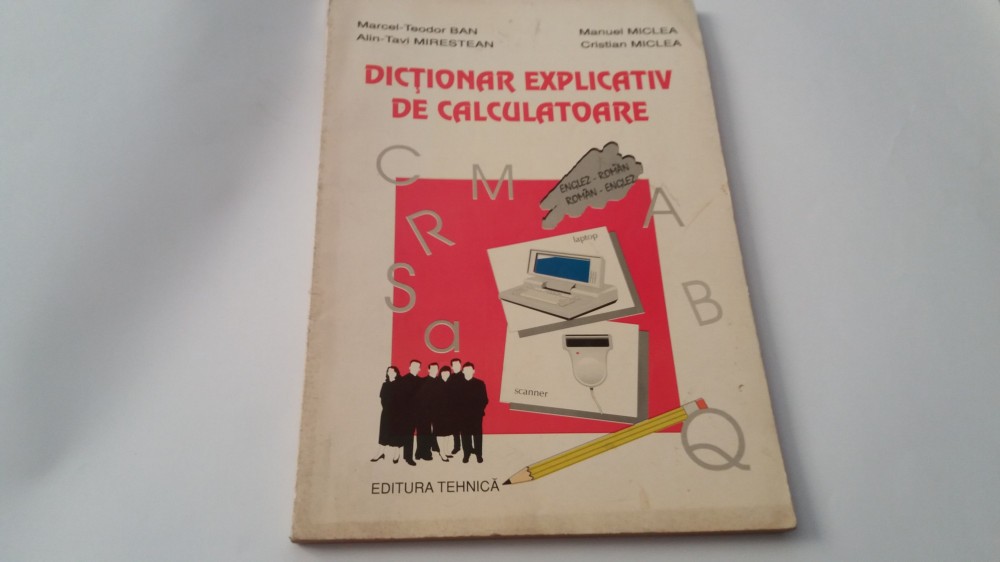 Marcel-Teodor BAN
Alin-Tavi MIRESTEAN
Manuel MICLEA
Cristian MICLEA
DICŢIONAR EXPLICATIV
DE CALCULATOARE
ENGLEZ - ROMÂN
ROMÂN - ENGLEZ
C
M
A
R
laptop
S
B
a
scanner
Q
EDITURA TEHNICĂ